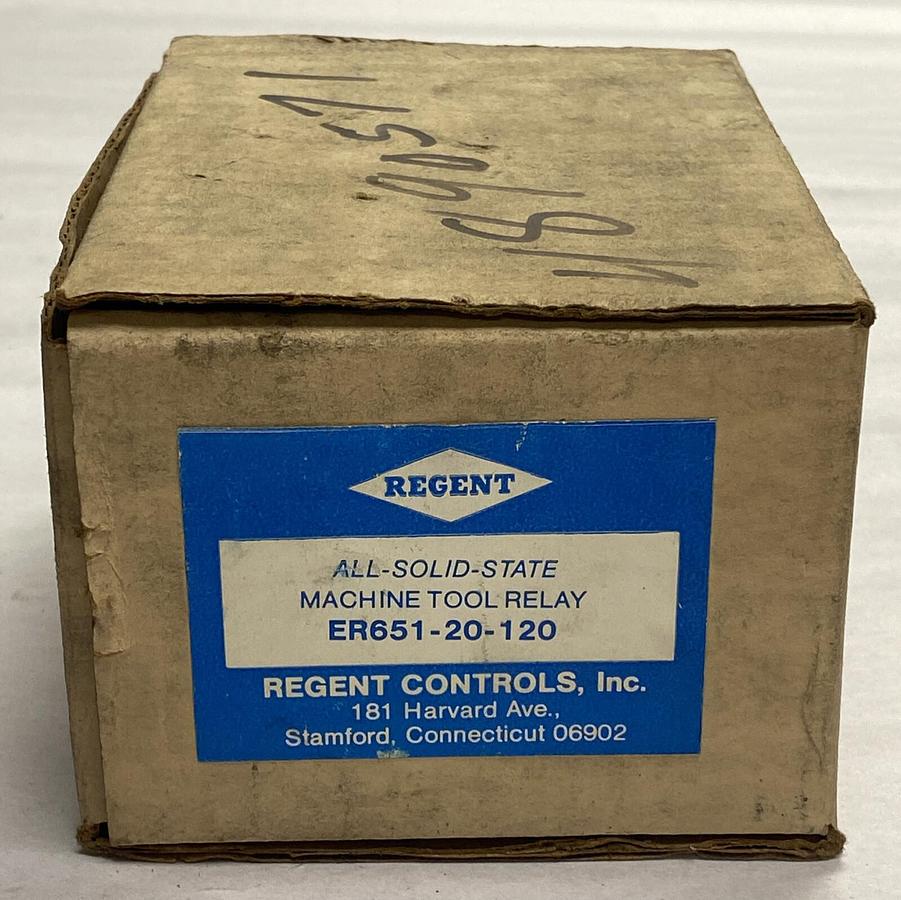 REGENT
ALL-SOLID-STATE
MACHINE TOOL RELAY
ER651-20-120
REGENT CONTROLS, Inc.
181 Harvard Ave.,
Stamford, Connecticut 06902